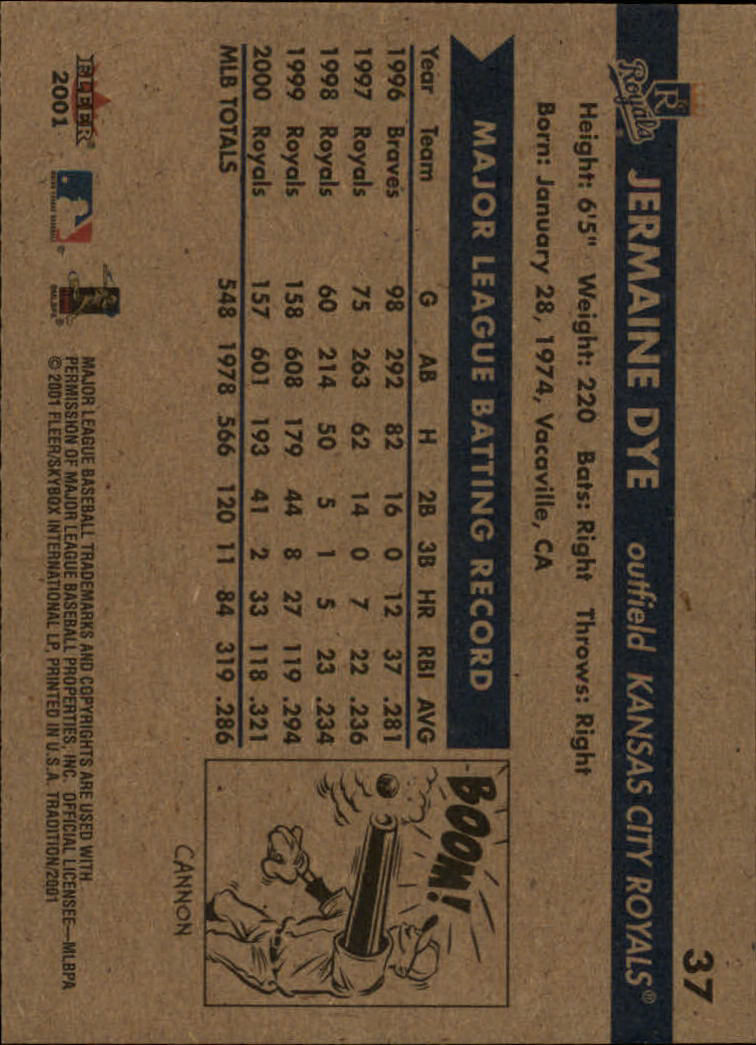 37
Royals JERMAINE DYE outfield KANSAS CITY ROYALS®
Height: 6'5" Weight: 220 Bats: Right Throws: Right
Born: January 28, 1974, Vacaville, CA
MAJOR LEAGUE BATTING RECORD
Year Team G AB H 2B 3B HR RBI AVG
1996 Braves 98 292 82 16 0 12 37 .281
1997 Royals 75 263 62 14 0 7 22 .236
1998 Royals 60 214 50 5 1 5 23 .234
1999 Royals 158 608 179 44 8 27 119 .294
2000 Royals 157 601 193 41 2 33 118 .321
MLB TOTALS 548 1978 566 120 11 84 319 .286
BOOM!
CANNON
FLEER®
2001
MAJOR LEAGUE BASEBALL TRADEMARKS AND COPYRIGHTS ARE USED WITH
PERMISSION OF MAJOR LEAGUE BASEBALL PROPERTIES, INC. OFFICIAL LICENSEE—MLBPA
© 2001 FLEER/SKYBOX INTERNATIONAL LP, PRINTED IN U.S.A. TRADITION/2001